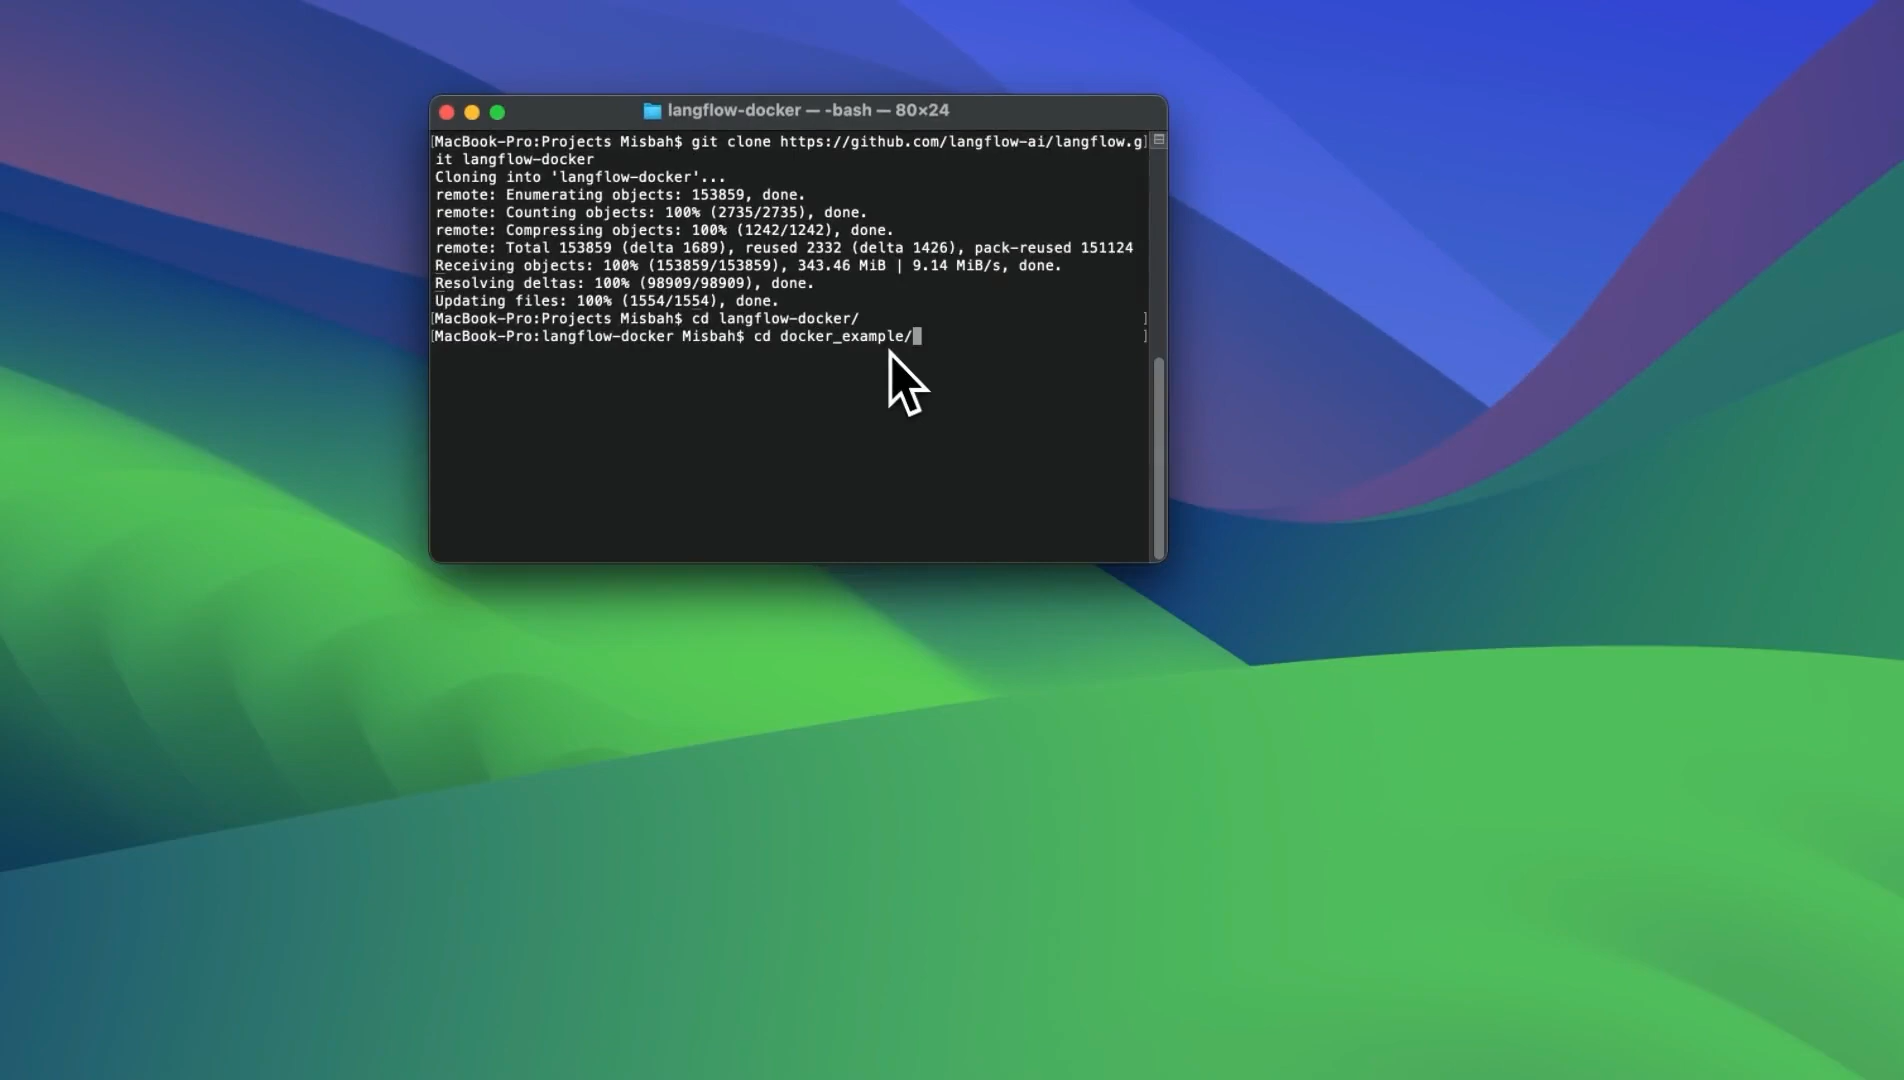 langflow-docker — -bash — 80×24
[MacBook-Pro:Projects Misbah$ git clone https://github.com/langflow-ai/langflow.g]
it langflow-docker
Cloning into 'langflow-docker'...
remote: Enumerating objects: 153859, done.
remote: Counting objects: 100% (2735/2735), done.
remote: Compressing objects: 100% (1242/1242), done.
remote: Total 153859 (delta 1689), reused 2332 (delta 1426), pack-reused 151124
Receiving objects: 100% (153859/153859), 343.46 MiB | 9.14 MiB/s, done.
Resolving deltas: 100% (98909/98909), done.
Updating files: 100% (1554/1554), done.
[MacBook-Pro:Projects Misbah$ cd langflow-docker/ ]
[MacBook-Pro:langflow-docker Misbah$ cd docker_example/ ]